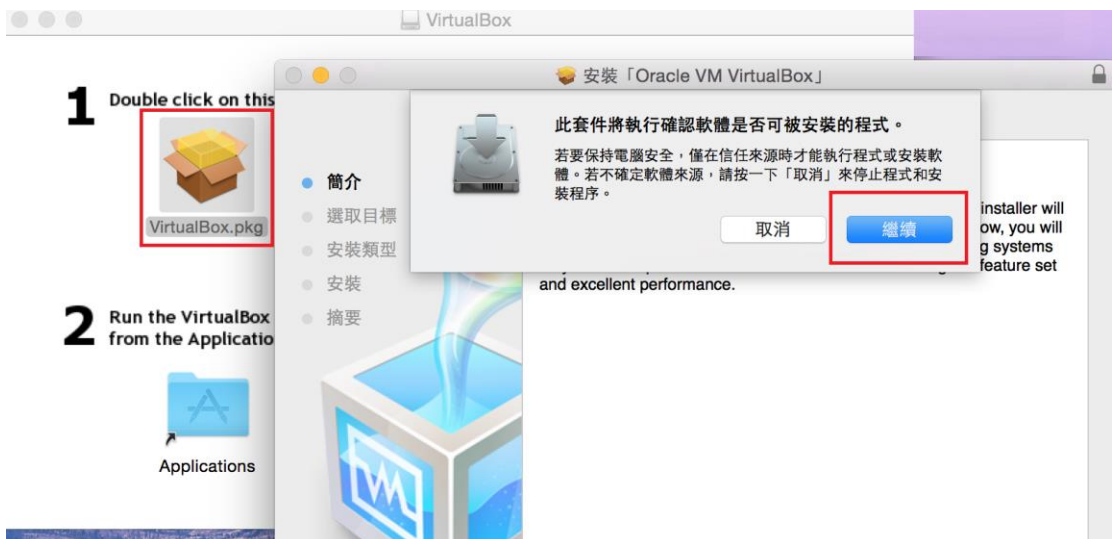 VirtualBox
1
Double click on this
VirtualBox.pkg
2
Run the VirtualBox
from the Applicatio
Applications
安裝「Oracle VM VirtualBox」
此套件將執行確認軟體是否可被安裝的程式。
若要保持電腦安全，僅在信任來源時才能執行程式或安裝軟
體。若不確定軟體來源，請按一下「取消」來停止程式和安
裝程序。
取消
繼續
簡介
選取目標
安裝類型
安裝
摘要
installer will
ow, you will
g systems
feature set
and excellent performance.